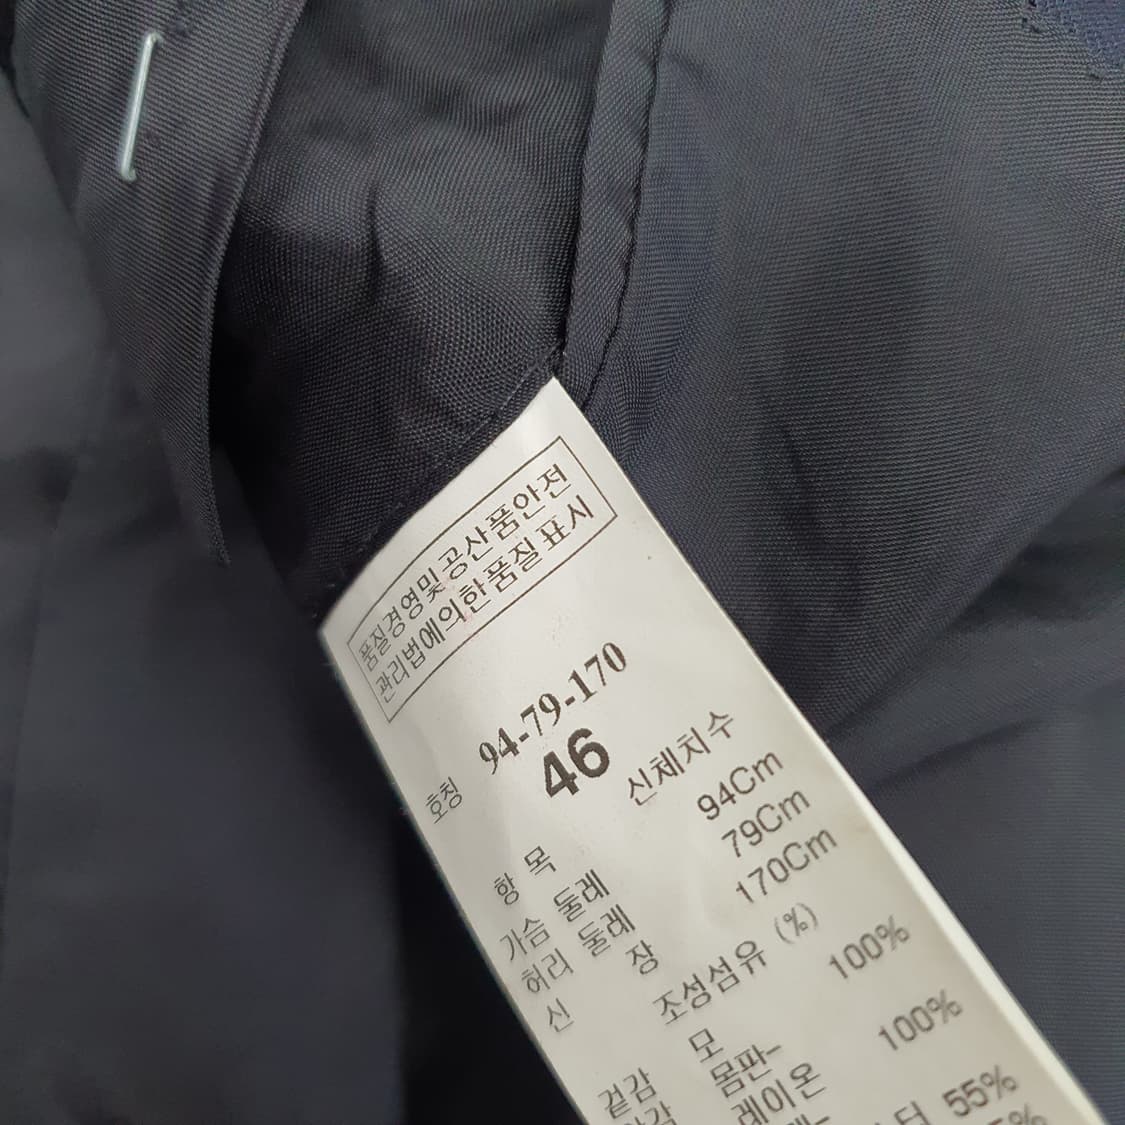 품질경영및공산품안전
관리법에의한품질표시
호칭 94-79-170
46
항 목 신체치수
가슴 둘레 94Cm
허리 둘레 79Cm
신 장 170Cm
조성섬유 (%)
겉감 모 100%
안감 몸판-
레이온 100%
55%